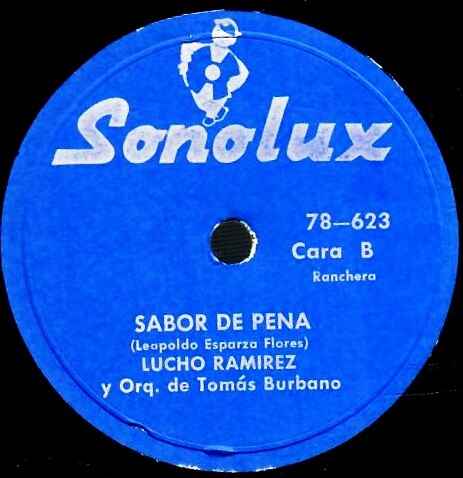 Sonolux
78—623
Cara B
Ranchera
SABOR DE PENA
(Leopoldo Esparza Flores)
LUCHO RAMIREZ
y Orq. de Tomás Burbano